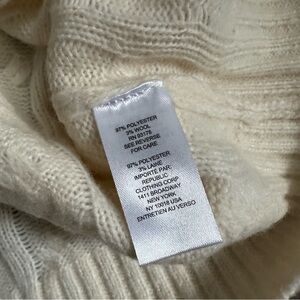 97% POLYESTER
3% WOOL
RN 93178
SEE REVERSE
FOR CARE
97% POLYESTER
3% LAINE
IMPORTE PAR:
REPUBLIC
CLOTHING CORP
1411 BROADWAY
NEW YORK
NY 10018 USA
ENTRETIEN AU VERSO